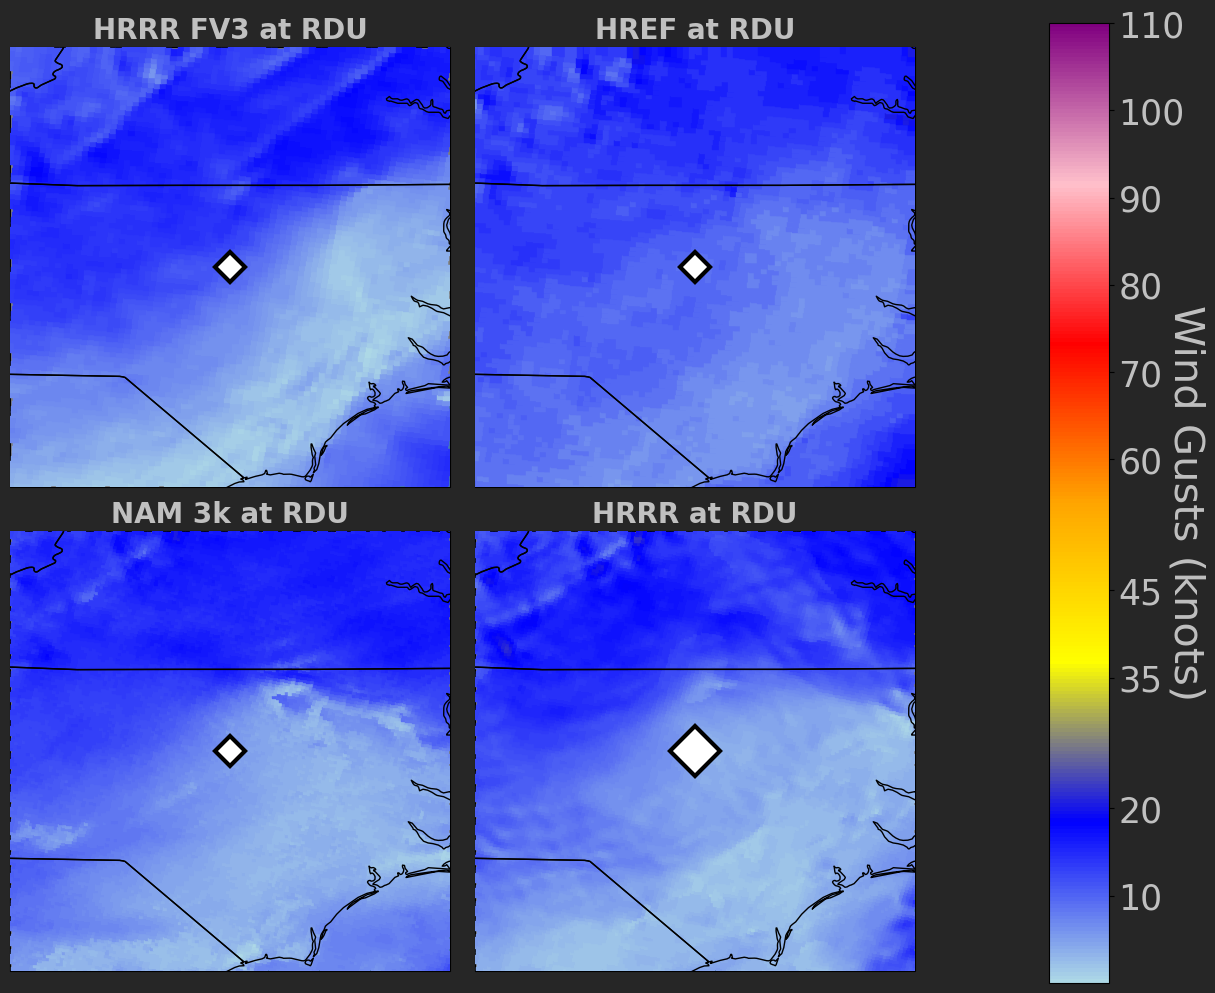 HRRR FV3 at RDU
HREF at RDU
NAM 3k at RDU
HRRR at RDU
110
100
90
80
70
60
45
35
20
10
Wind Gusts (knots)